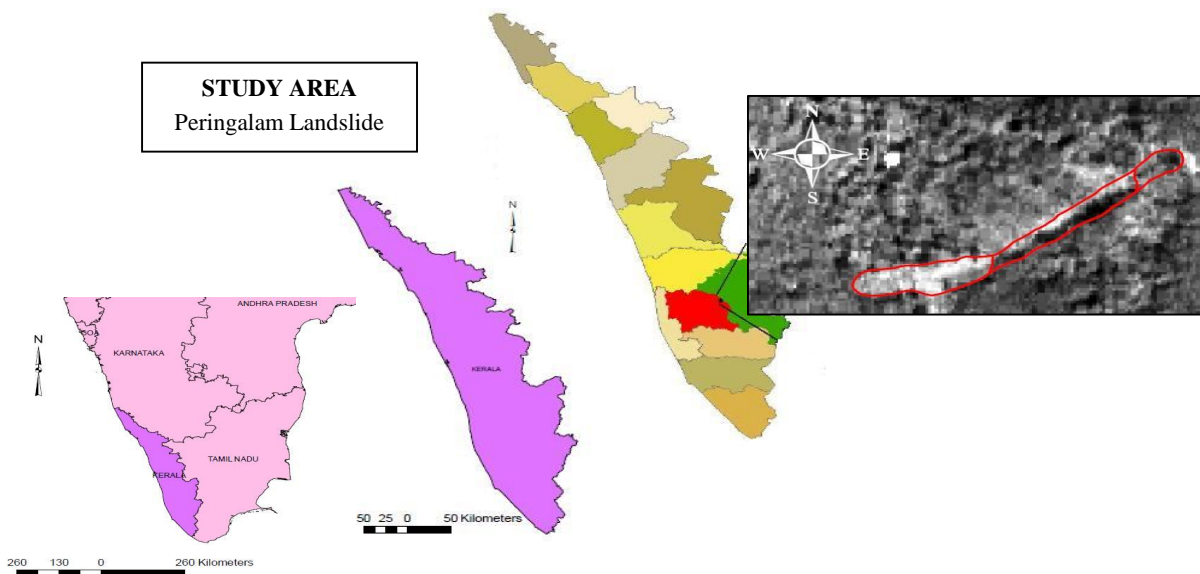 STUDY AREA
Peringalam Landslide
N
W E
S
N
KERALA
50 25 0 50 Kilometers
N
ANDHRA PRADESH
GOA
KARNATAKA
TAMIL NADU
KERALA
260 130 0 260 Kilometers